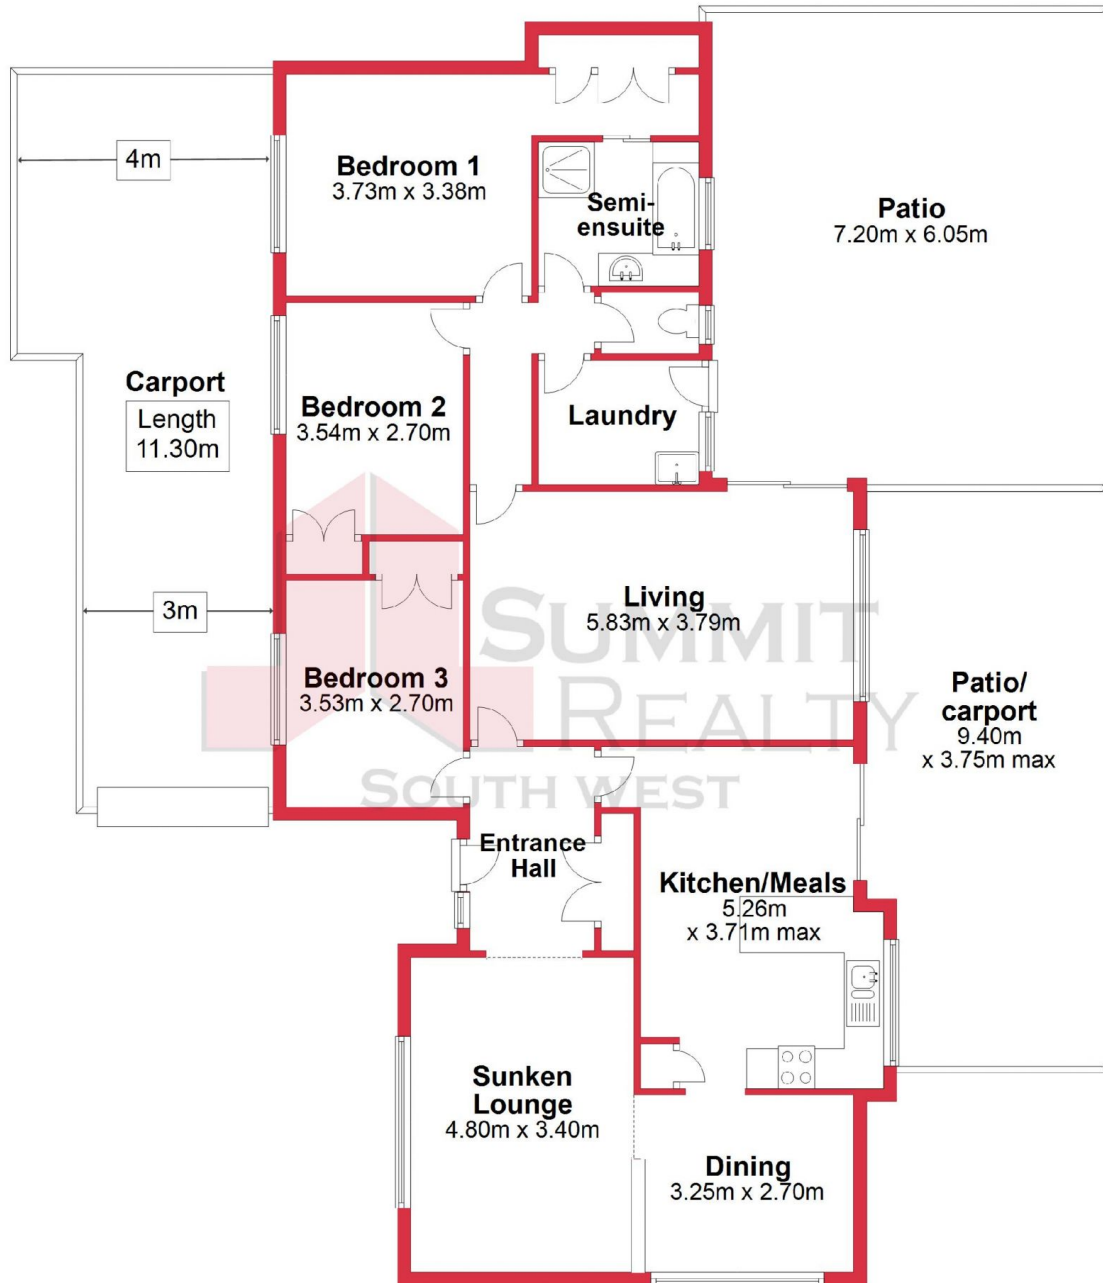 4m
Bedroom 1
3.73m x 3.38m
Semi-
ensuite
Patio
7.20m x 6.05m
Carport
Length
11.30m
Bedroom 2
3.54m x 2.70m
Laundry
3m
Living
5.83m x 3.79m
SUMMIT
REALTY
SOUTH WEST
Bedroom 3
3.53m x 2.70m
Patio/
carport
9.40m
x 3.75m max
Entrance
Hall
Kitchen/Meals
5.26m
x 3.71m max
Sunken
Lounge
4.80m x 3.40m
Dining
3.25m x 2.70m